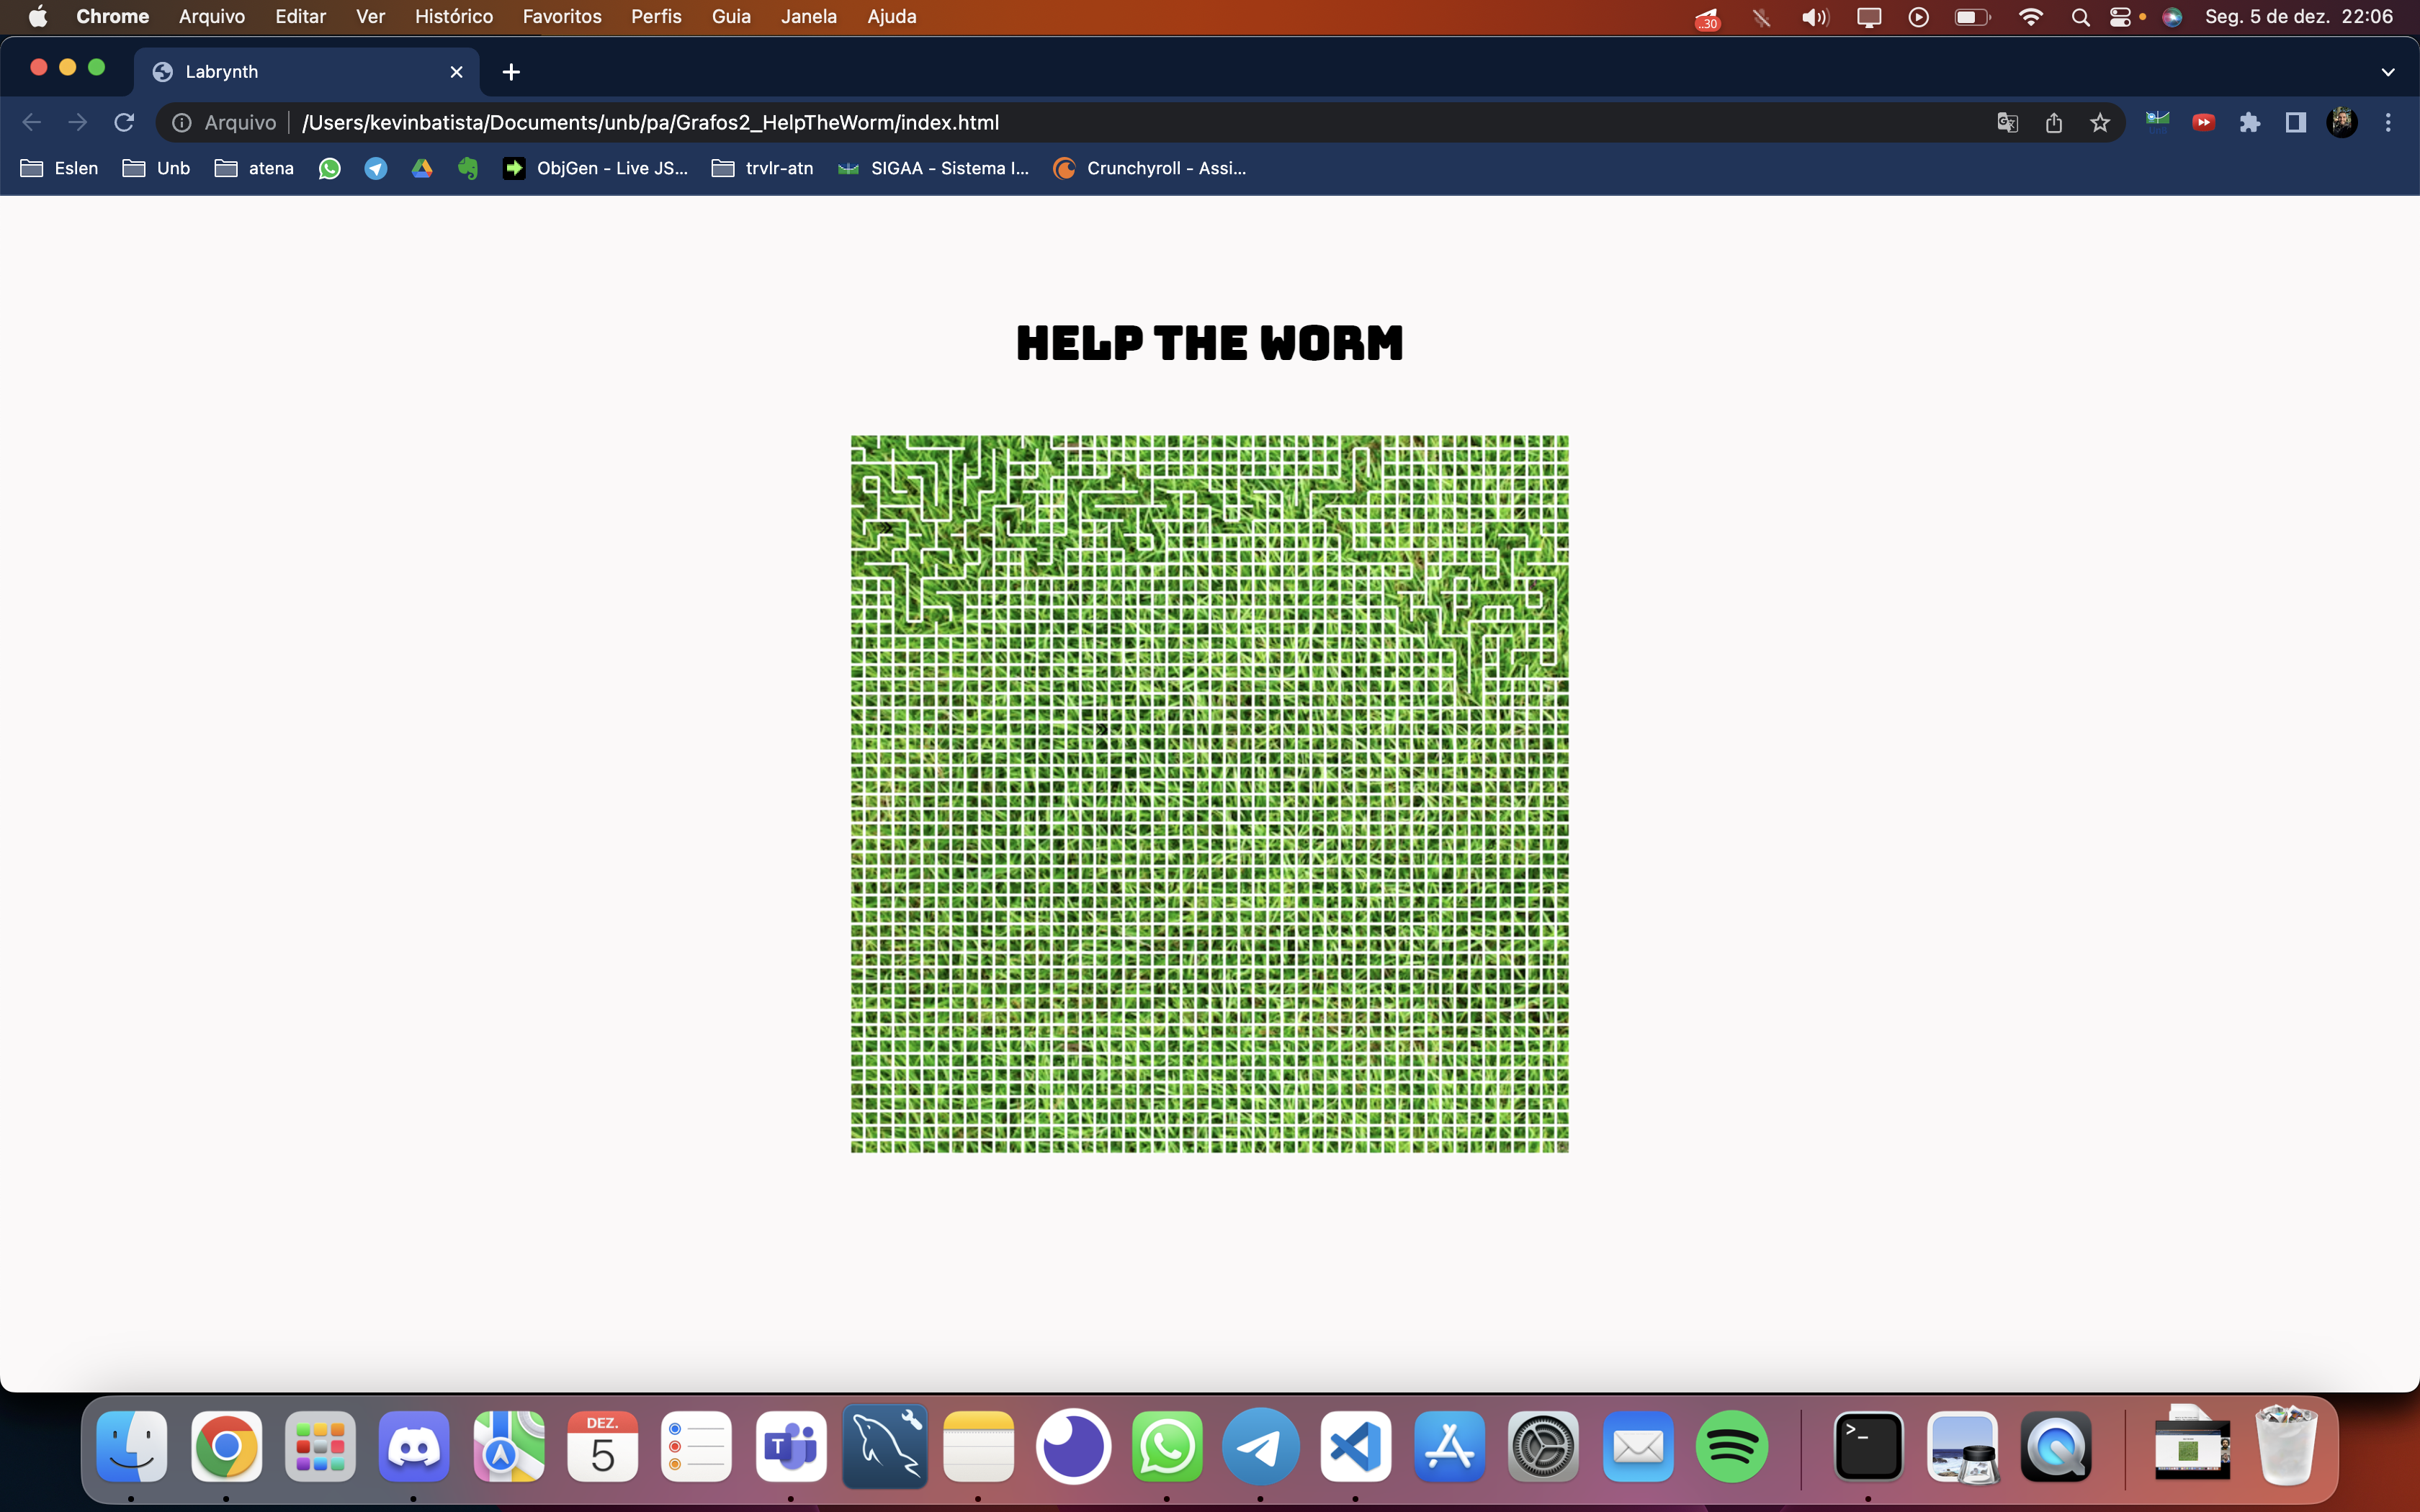 Chrome Arquivo Editar Ver Histórico Favoritos Perfis Guia Janela Ajuda ..30 Seg. 5 de dez. 22:06
Labrynth
Arquivo /Users/kevinbatista/Documents/unb/pa/Grafos2_HelpTheWorm/index.html
Eslen Unb atena ObjGen - Live JS... trvlr-atn SIGAA - Sistema I... Crunchyroll - Assi...
HELP THE WORM
DEZ.
5